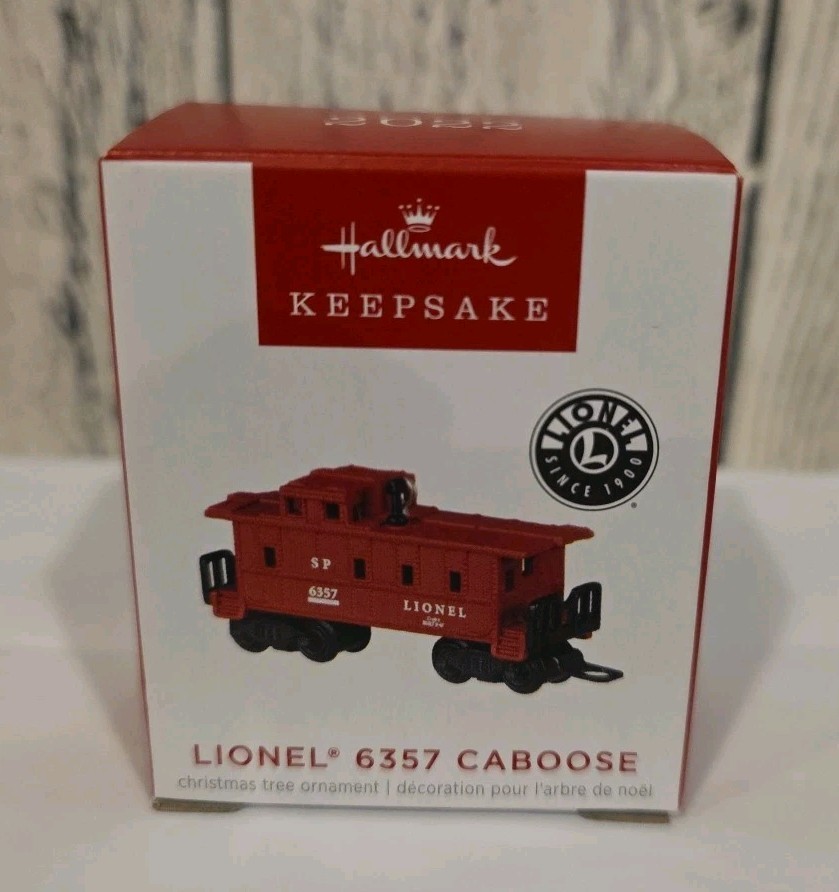 2022
Hallmark
KEEPSAKE
LIONEL
L
SINCE 1900
SP
6357
LIONEL
LIONEL® 6357 CABOOSE
christmas tree ornament | décoration pour l'arbre de noël